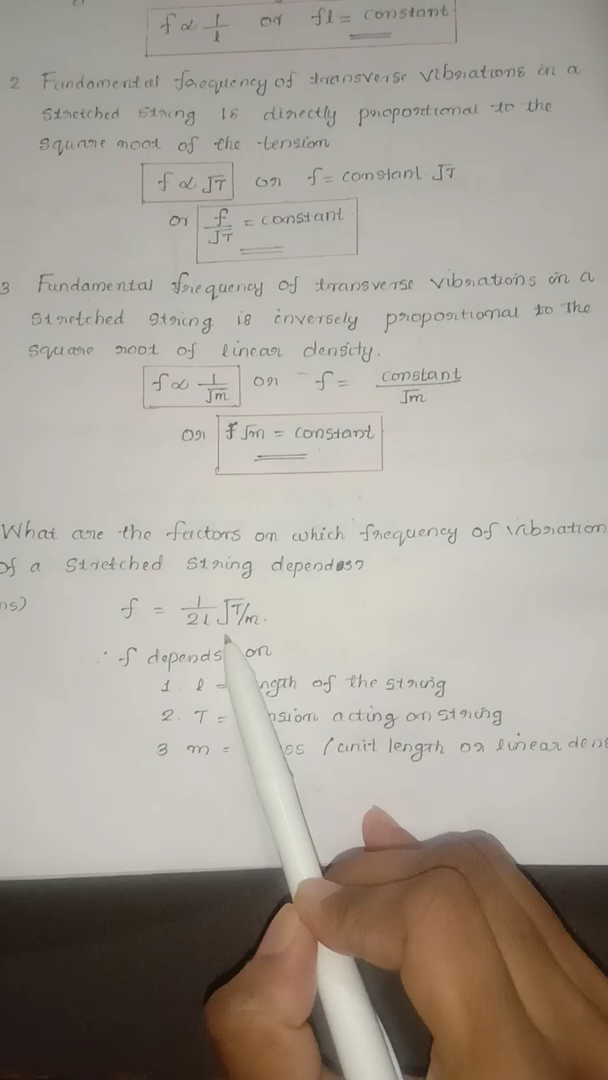 f ∝ 1/l or fl = constant
2 Fundamental frequency of transverse vibrations in a
stretched string is directly proportional to the
square root of the tension
f ∝ √T or f = constant √T
or f/√T = constant
3 Fundamental frequency of transverse vibrations in a
stretched string is inversely proportional to the
square root of linear density.
f ∝ 1/√m or f = constant/√m
or f √m = constant
What are the factors on which frequency of vibration
of a stretched string depends?
ns) f = 1/2l √T/m.
∴ f depends on
1. l = ngth of the string
2. T = nsion acting on string
3 m = ss / unit length or linear dens